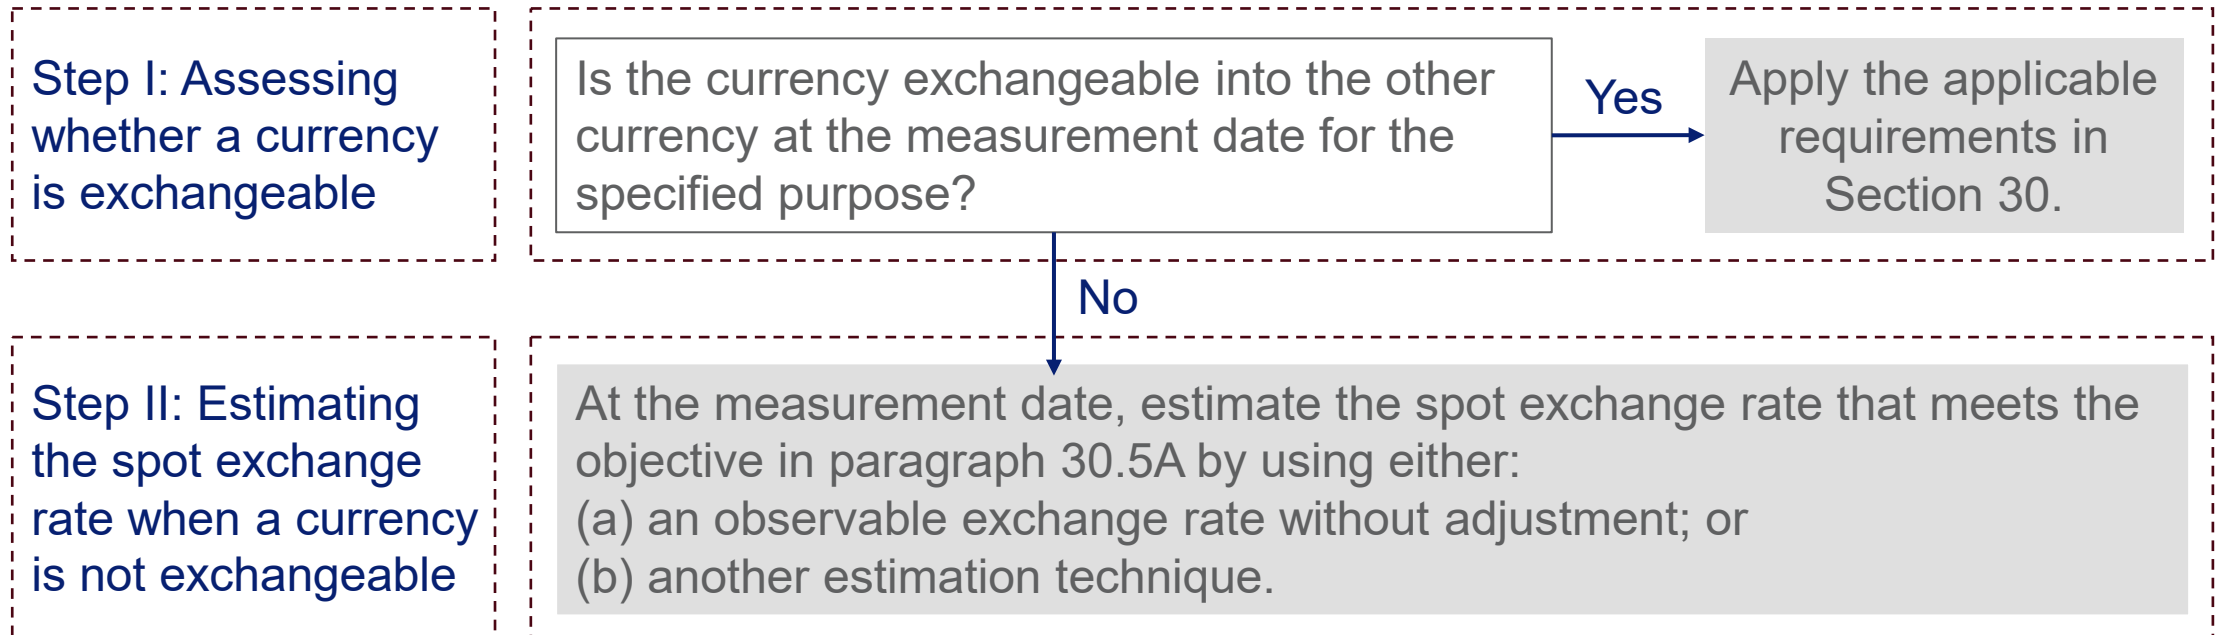 Step I: Assessing
whether a currency
is exchangeable
Is the currency exchangeable into the other
currency at the measurement date for the
specified purpose?
Yes
Apply the applicable
requirements in
Section 30.
No
Step II: Estimating
the spot exchange
rate when a currency
is not exchangeable
At the measurement date, estimate the spot exchange rate that meets the
objective in paragraph 30.5A by using either:
(a) an observable exchange rate without adjustment; or
(b) another estimation technique.